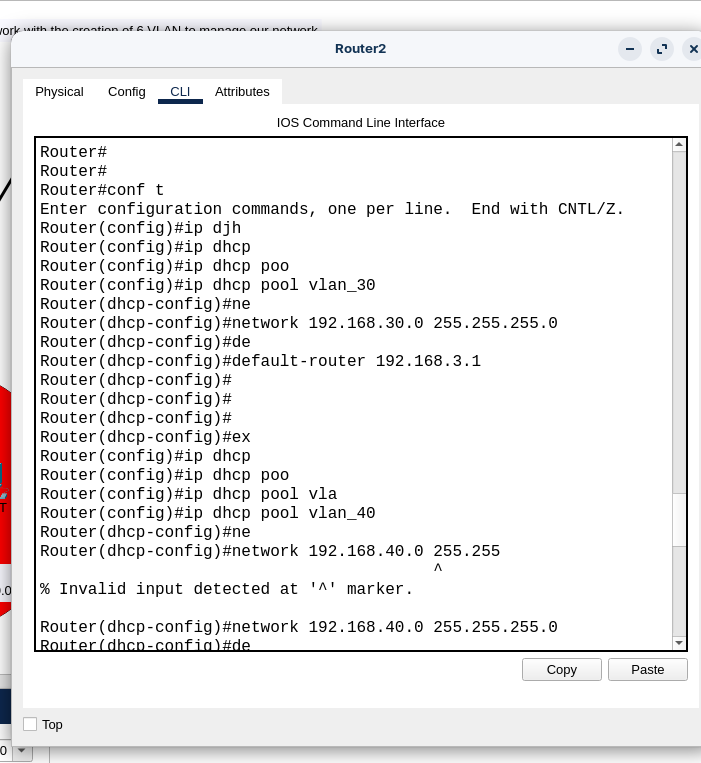 work with the creation of 6 VLAN to manage our network
Router2
Physical Config CLI Attributes
IOS Command Line Interface
Router#
Router#
Router#conf t
Enter configuration commands, one per line.  End with CNTL/Z.
Router(config)#ip djh
Router(config)#ip dhcp
Router(config)#ip dhcp poo
Router(config)#ip dhcp pool vlan_30
Router(dhcp-config)#ne
Router(dhcp-config)#network 192.168.30.0 255.255.255.0
Router(dhcp-config)#de
Router(dhcp-config)#default-router 192.168.3.1
Router(dhcp-config)#
Router(dhcp-config)#
Router(dhcp-config)#
Router(dhcp-config)#ex
Router(config)#ip dhcp
Router(config)#ip dhcp poo
Router(config)#ip dhcp pool vla
Router(config)#ip dhcp pool vlan_40
Router(dhcp-config)#ne
Router(dhcp-config)#network 192.168.40.0 255.255
^
% Invalid input detected at '^' marker.
Router(dhcp-config)#network 192.168.40.0 255.255.255.0
Router(dhcp-config)#de
Copy Paste
Top